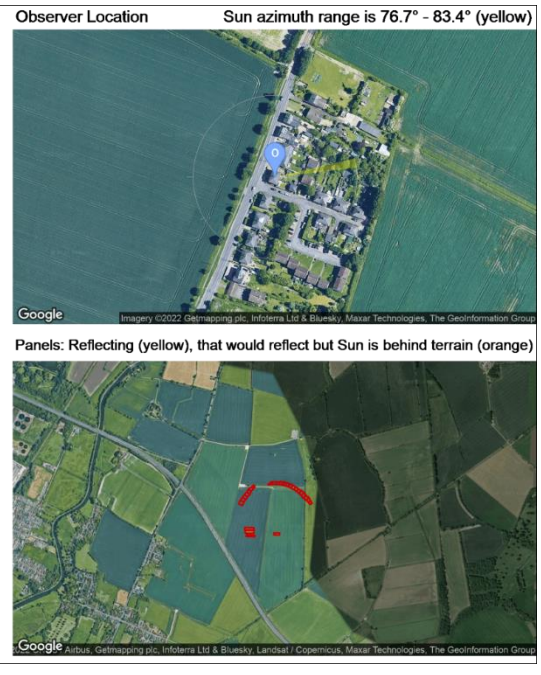 Observer Location Sun azimuth range is 76.7° - 83.4° (yellow)
O
Google
Imagery ©2022 Getmapping plc, Infoterra Ltd & Bluesky, Maxar Technologies, The GeoInformation Group
Panels: Reflecting (yellow), that would reflect but Sun is behind terrain (orange)
Google
Airbus, Getmapping plc, Infoterra Ltd & Bluesky, Landsat / Copernicus, Maxar Technologies, The GeoInformation Group